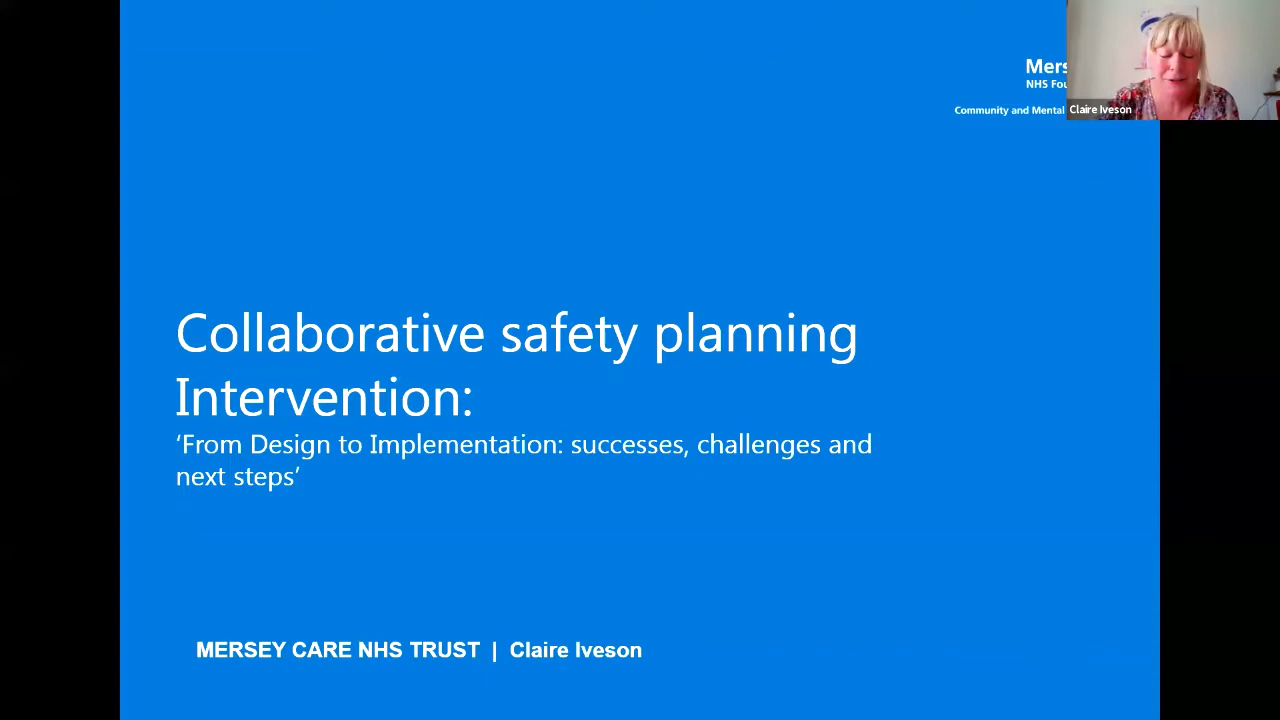 Mers
NHS Fou
Community and Mental
Claire Iveson
Collaborative safety planning
Intervention:
‘From Design to Implementation: successes, challenges and
next steps’
MERSEY CARE NHS TRUST | Claire Iveson